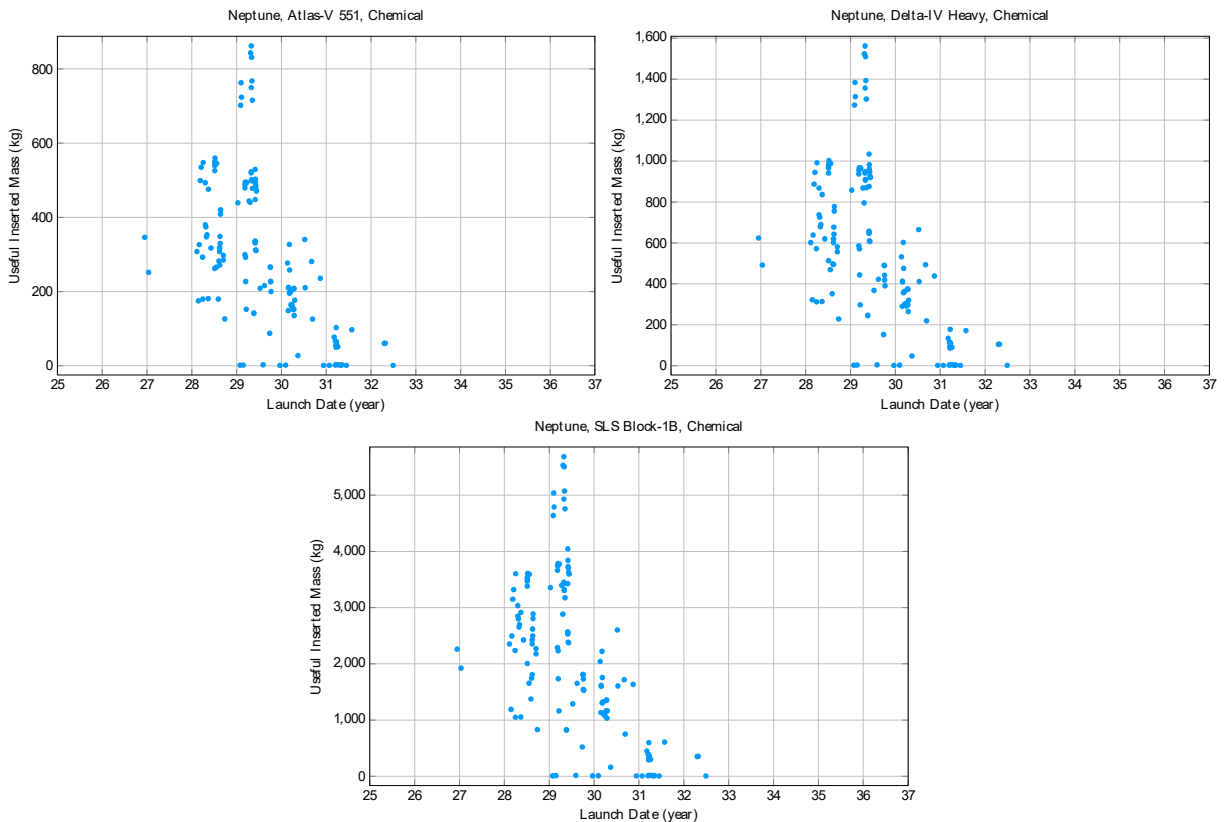 Neptune, Atlas-V 551, Chemical
Useful Inserted Mass (kg)
800
600
400
200
0
25 26 27 28 29 30 31 32 33 34 35 36 37
Launch Date (year)
Neptune, Delta-IV Heavy, Chemical
Useful Inserted Mass (kg)
1,600
1,400
1,200
1,000
800
600
400
200
0
25 26 27 28 29 30 31 32 33 34 35 36 37
Launch Date (year)
Neptune, SLS Block-1B, Chemical
Useful Inserted Mass (kg)
5,000
4,000
3,000
2,000
1,000
0
25 26 27 28 29 30 31 32 33 34 35 36 37
Launch Date (year)